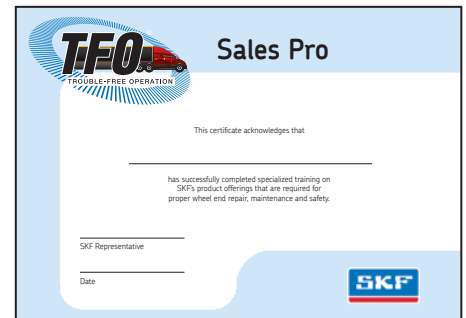 TFO
TROUBLE-FREE OPERATION
Sales Pro
This certificate acknowledges that
has successfully completed specialized training on
SKF's product offerings that are required for
proper wheel end repair, maintenance and safety.
SKF Representative
Date
SKF